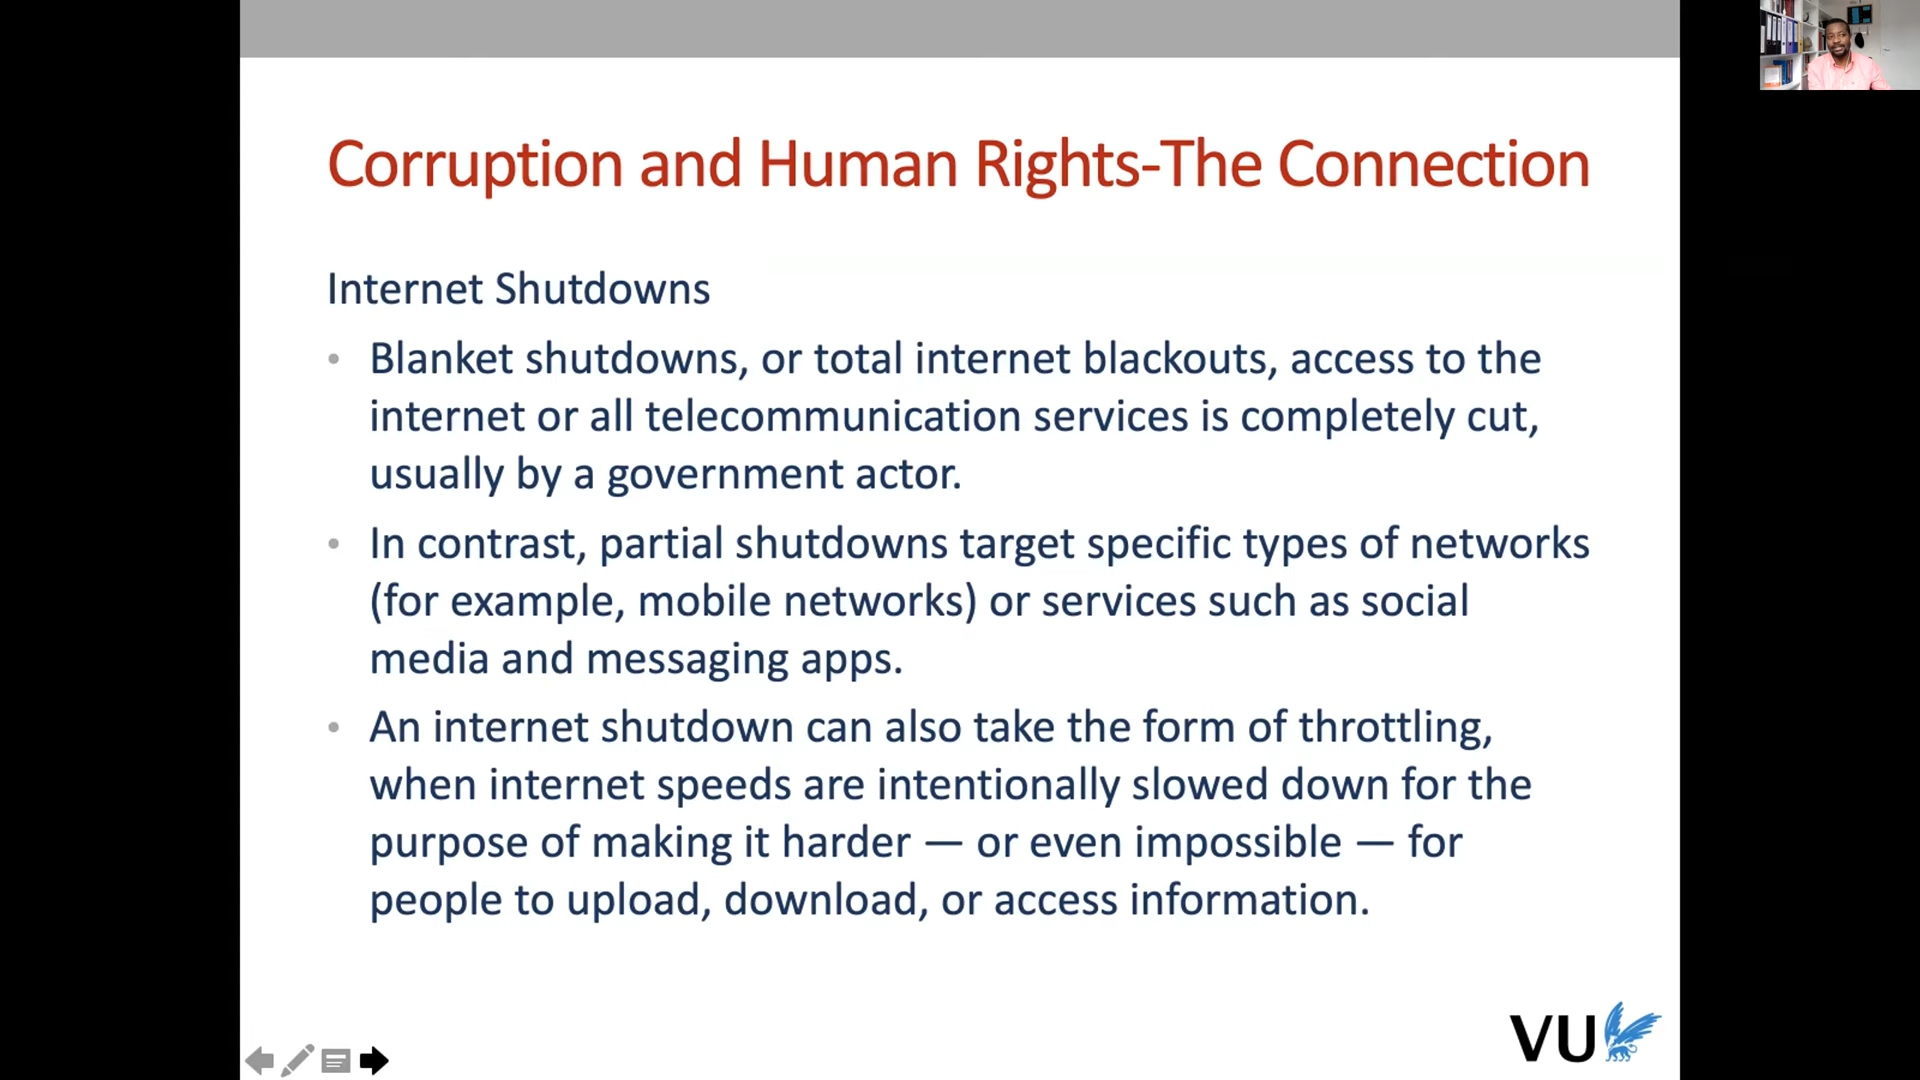 Corruption and Human Rights-The Connection
Internet Shutdowns
• Blanket shutdowns, or total internet blackouts, access to the
internet or all telecommunication services is completely cut,
usually by a government actor.
• In contrast, partial shutdowns target specific types of networks
(for example, mobile networks) or services such as social
media and messaging apps.
• An internet shutdown can also take the form of throttling,
when internet speeds are intentionally slowed down for the
purpose of making it harder — or even impossible — for
people to upload, download, or access information.
VU